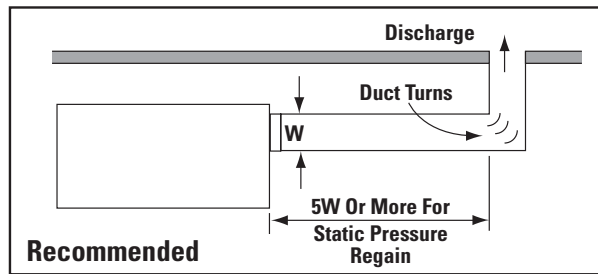 Discharge
Duct Turns
W
5W Or More For
Static Pressure
Regain
Recommended